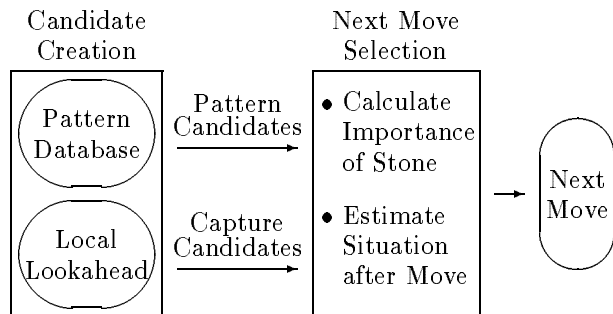 Candidate
Creation
Pattern
Database
Local
Lookahead
Pattern
Candidates
Capture
Candidates
Next Move
Selection
• Calculate
Importance
of Stone
• Estimate
Situation
after Move
Next
Move